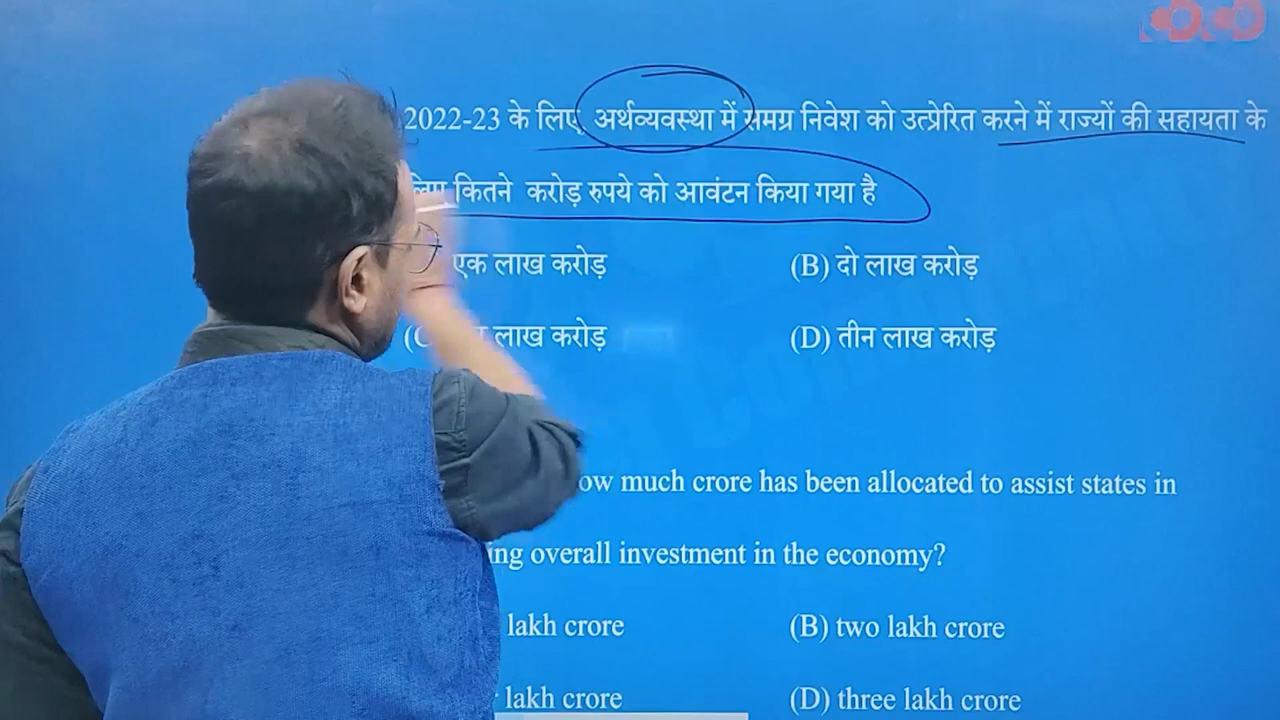 2022-23 के लिए अर्थव्यवस्था में समग्र निवेश को उत्प्रेरित करने में राज्यों की सहायता के
लिए कितने करोड़ रुपये को आवंटन किया गया है
एक लाख करोड़
(B) दो लाख करोड़
लाख करोड़
(D) तीन लाख करोड़
much crore has been allocated to assist states in
overall investment in the economy?
lakh crore
(B) two lakh crore
lakh crore
(D) three lakh crore